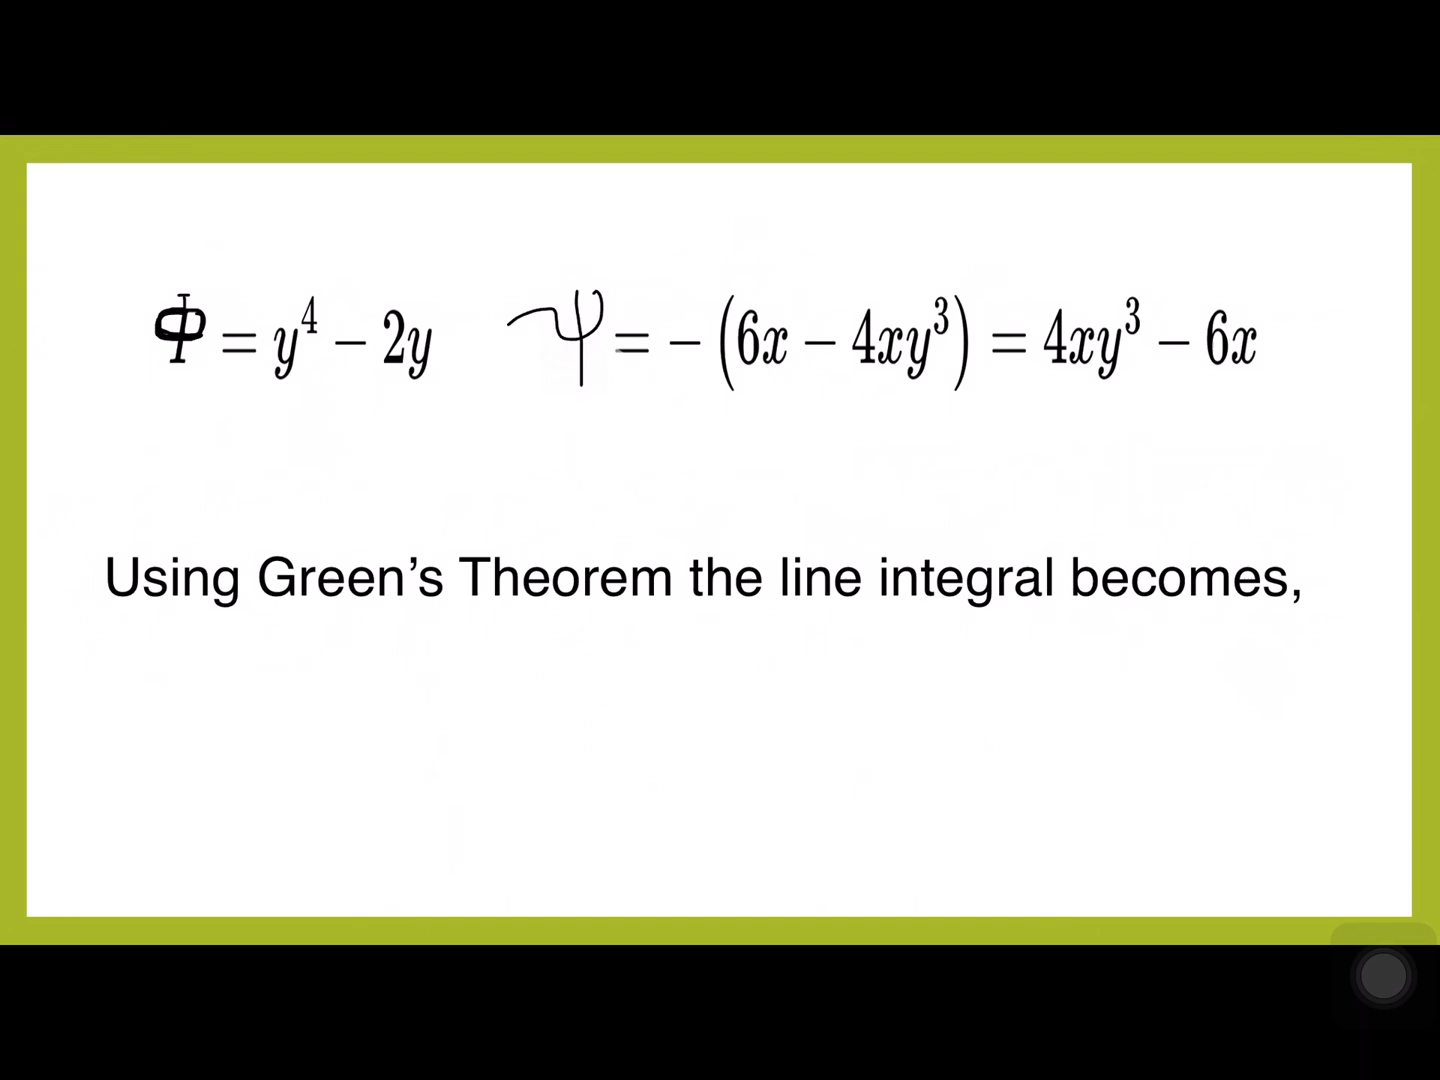 Φ = y⁴ − 2y ψ = − (6x − 4xy³) = 4xy³ − 6x
Using Green’s Theorem the line integral becomes,